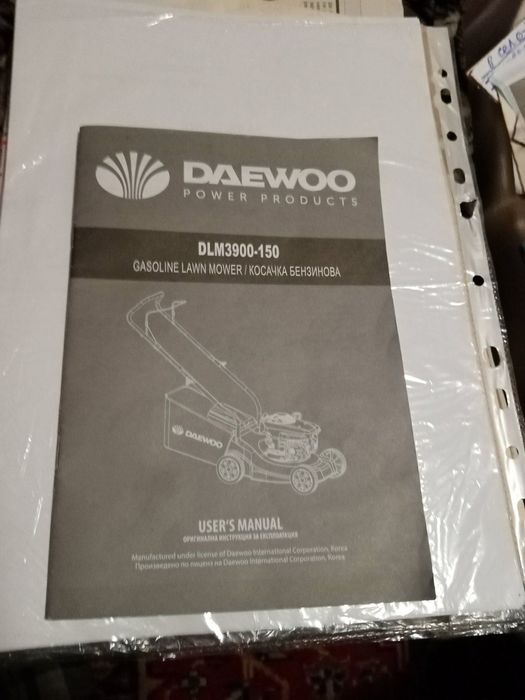 DAEWOO
POWER PRODUCTS
DLM3900-150
GASOLINE LAWN MOWER / КОСАЧКА БЕНЗИНОВА
DAEWOO
USER'S MANUAL
ОРИГИНАЛНА ИНСТРУКЦИЯ ЗА ЕКСПЛОАТАЦИЯ
Manufactured under license of Daewoo International Corporation, Korea
Произведено по лиценз на Daewoo International Corporation, Korea